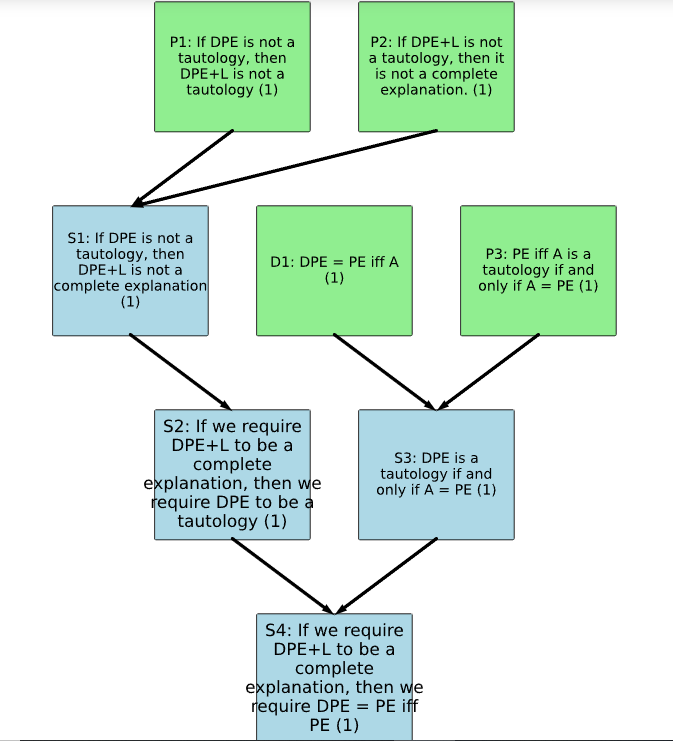 P1: If DPE is not a
tautology, then
DPE+L is not a
tautology (1)
P2: If DPE+L is not
a tautology, then it
is not a complete
explanation. (1)
S1: If DPE is not a
tautology, then
DPE+L is not a
complete explanation
(1)
D1: DPE = PE iff A
(1)
P3: PE iff A is a
tautology if and
only if A = PE (1)
S2: If we require
DPE+L to be a
complete
explanation, then we
require DPE to be a
tautology (1)
S3: DPE is a
tautology if and
only if A = PE (1)
S4: If we require
DPE+L to be a
complete
explanation, then we
require DPE = PE iff
PE (1)